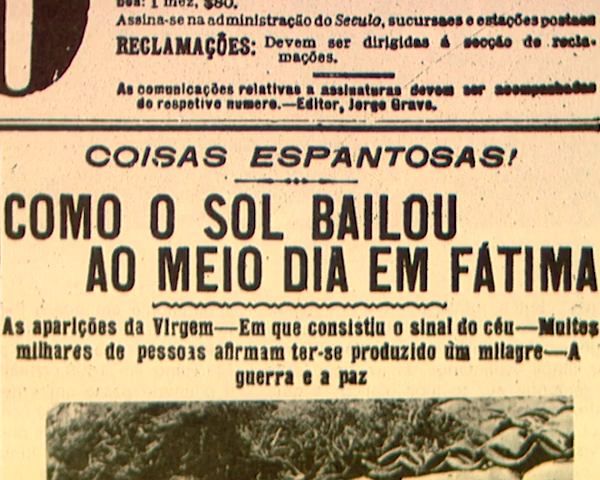 1 mez, $80.
Assina-se na administração do Seculo, sucursaes e estações postaes
RECLAMAÇÕES: Devem ser dirigidas á secção de recla-
mações.
As comunicações relativas a assinaturas devem ser acompanhadas
do respetivo numero.—Editor, Jorge Grave.
COISAS ESPANTOSAS!
COMO O SOL BAILOU
AO MEIO DIA EM FÁTIMA
As aparições da Virgem—Em que consistiu o sinal do céu—Muitos
milhares de pessoas afirmam ter-se produzido um milagre—A
guerra e a paz